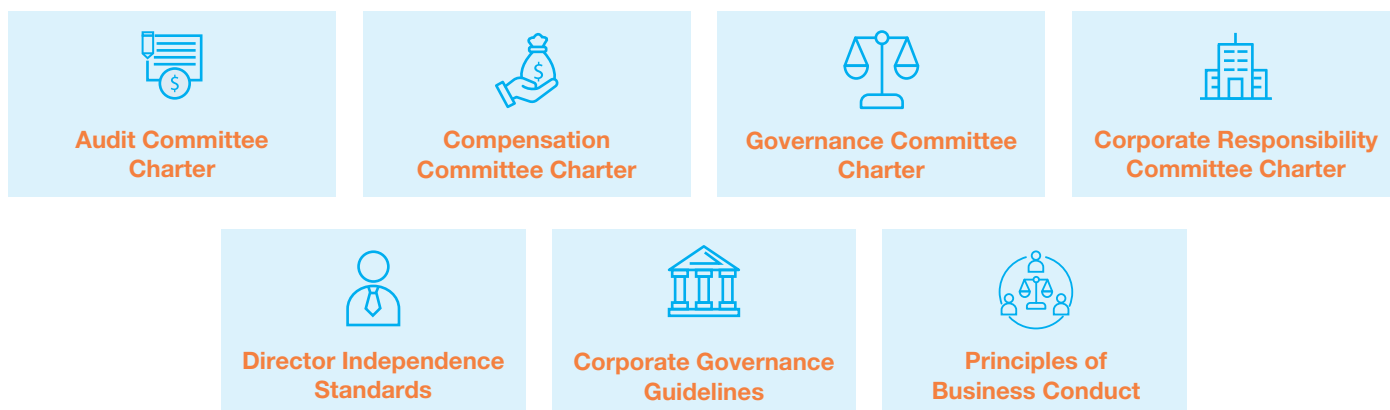 $
Audit Committee
Charter
$
Compensation
Committee Charter
Governance Committee
Charter
Corporate Responsibility
Committee Charter
Director Independence
Standards
Corporate Governance
Guidelines
Principles of
Business Conduct